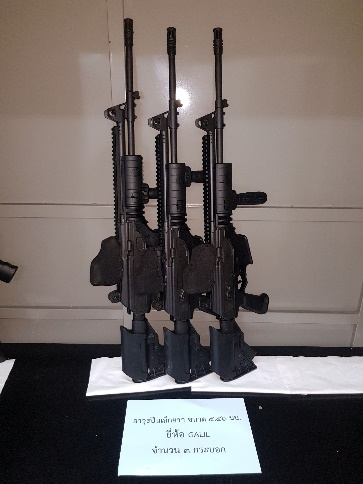 อาวุธปืนเล็กยาว ขนาด ๕.๕๖ มม.
ยี่ห้อ GALIL
จำนวน ๓ กระบอก